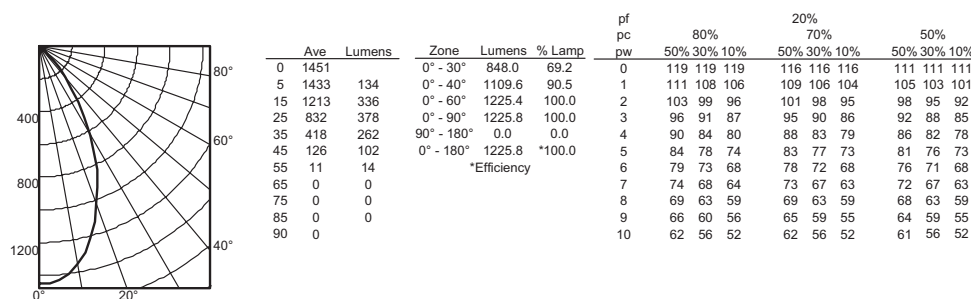 pf 20%
pc 80% 70% 50%
Ave Lumens Zone Lumens % Lamp pw 50% 30% 10% 50% 30% 10% 50% 30% 10%
0 1451 0° - 30° 848.0 69.2 0 119 119 119 116 116 116 111 111 111
5 1433 134 0° - 40° 1109.6 90.5 1 111 108 106 109 106 104 105 103 101
15 1213 336 0° - 60° 1225.4 100.0 2 103 99 96 101 98 95 98 95 92
25 832 378 0° - 90° 1225.8 100.0 3 96 91 87 95 90 86 92 88 85
35 418 262 90° - 180° 0.0 0.0 4 90 84 80 88 83 79 86 82 78
45 126 102 0° - 180° 1225.8 *100.0 5 84 78 74 83 77 73 81 76 73
55 11 14 *Efficiency 6 79 73 68 78 72 68 76 71 68
65 0 0 7 74 68 64 73 67 63 72 67 63
75 0 0 8 69 63 59 69 63 59 68 63 59
85 0 0 9 66 60 56 65 59 55 64 59 55
90 0 10 62 56 52 62 56 52 61 56 52
80°
400
60°
800
1200
40°
0° 20°